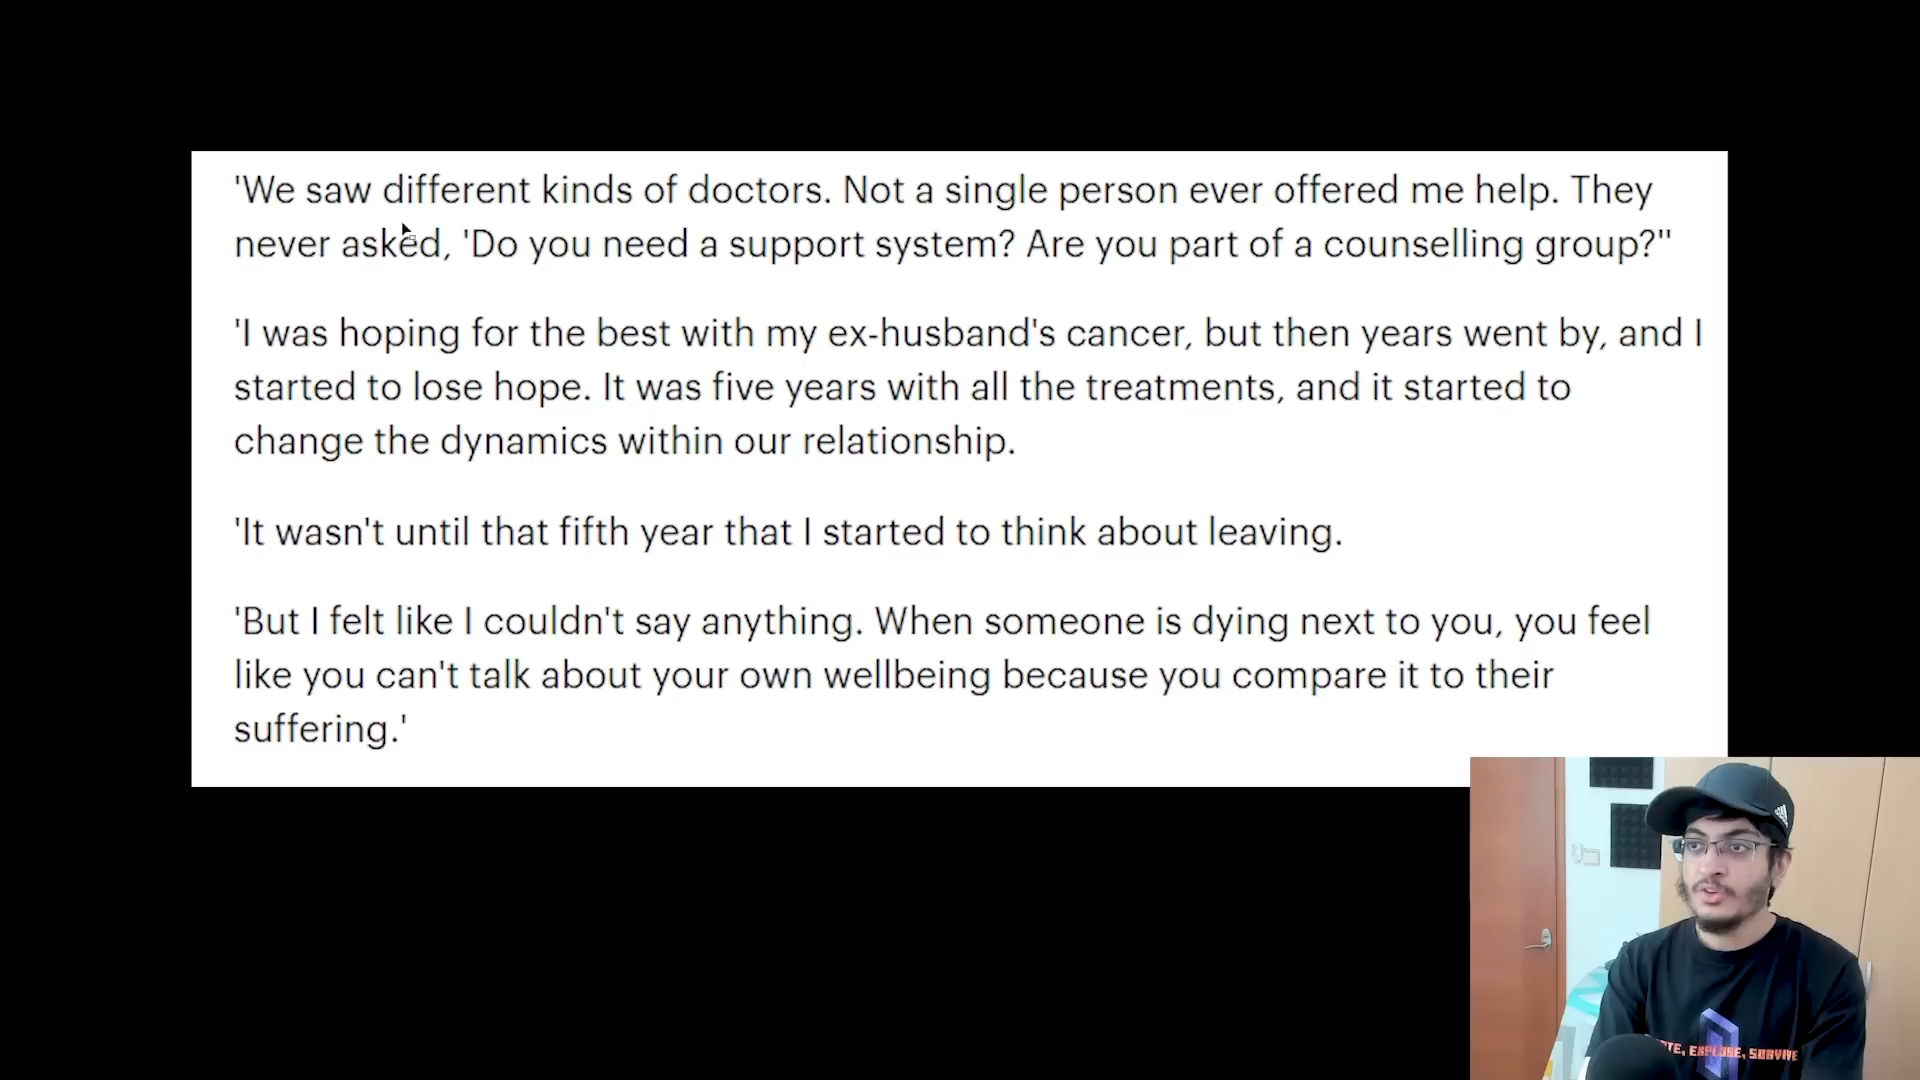 'We saw different kinds of doctors. Not a single person ever offered me help. They
never asked, 'Do you need a support system? Are you part of a counselling group?"
'I was hoping for the best with my ex-husband's cancer, but then years went by, and I
started to lose hope. It was five years with all the treatments, and it started to
change the dynamics within our relationship.
'It wasn't until that fifth year that I started to think about leaving.
'But I felt like I couldn't say anything. When someone is dying next to you, you feel
like you can't talk about your own wellbeing because you compare it to their
suffering.'
EXPLORE, SURVIVE